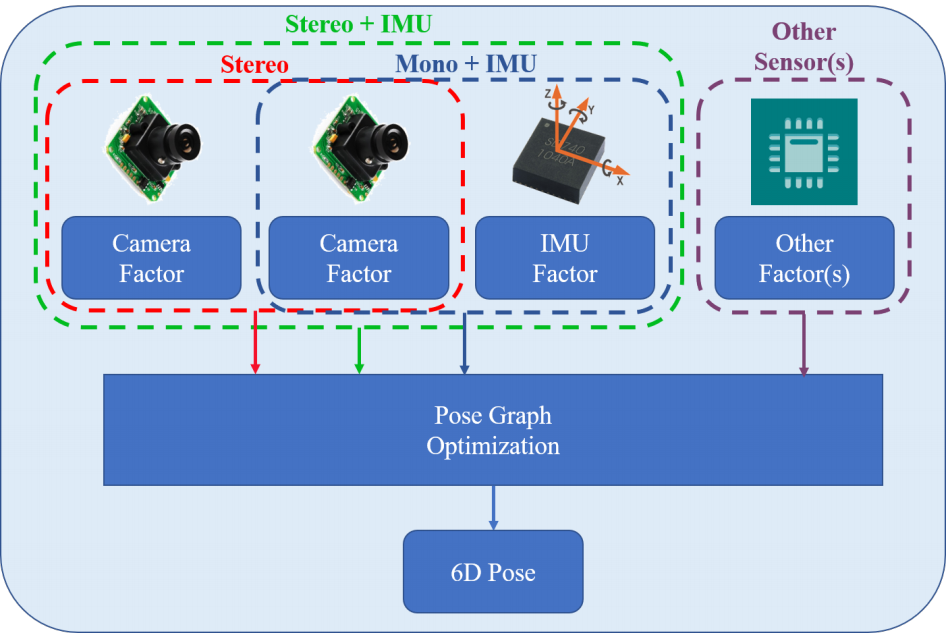 Stereo + IMU
Other
Sensor(s)
Stereo
Mono + IMU
Z
Y
X
1040A
Camera
Factor
Camera
Factor
IMU
Factor
Other
Factor(s)
Pose Graph
Optimization
6D Pose